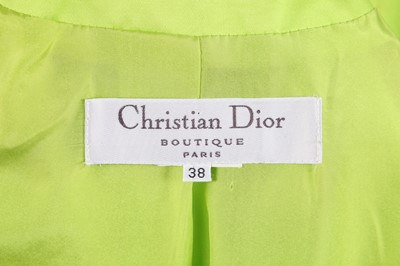 Christian Dior
BOUTIQUE
PARIS
38